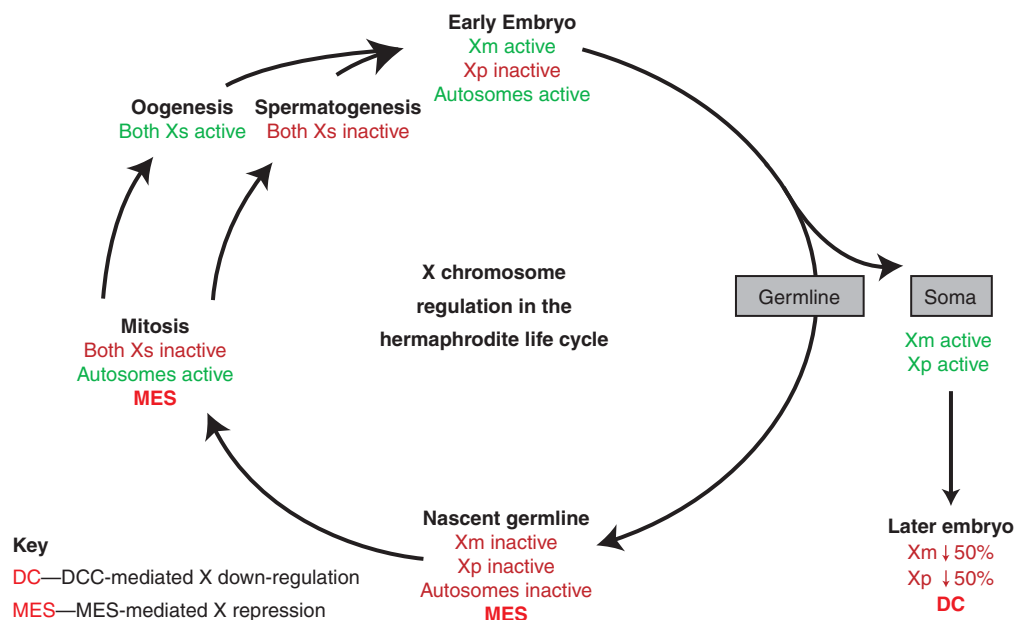 Early Embryo
Xm active
Xp inactive
Autosomes active
Oogenesis
Both Xs active
Spermatogenesis
Both Xs inactive
X chromosome
regulation in the
hermaphrodite life cycle
Germline
Soma
Xm active
Xp active
Mitosis
Both Xs inactive
Autosomes active
MES
Nascent germline
Xm inactive
Xp inactive
Autosomes inactive
MES
Later embryo
Xm ↓ 50%
Xp ↓ 50%
DC
Key
DC—DCC-mediated X down-regulation
MES—MES-mediated X repression